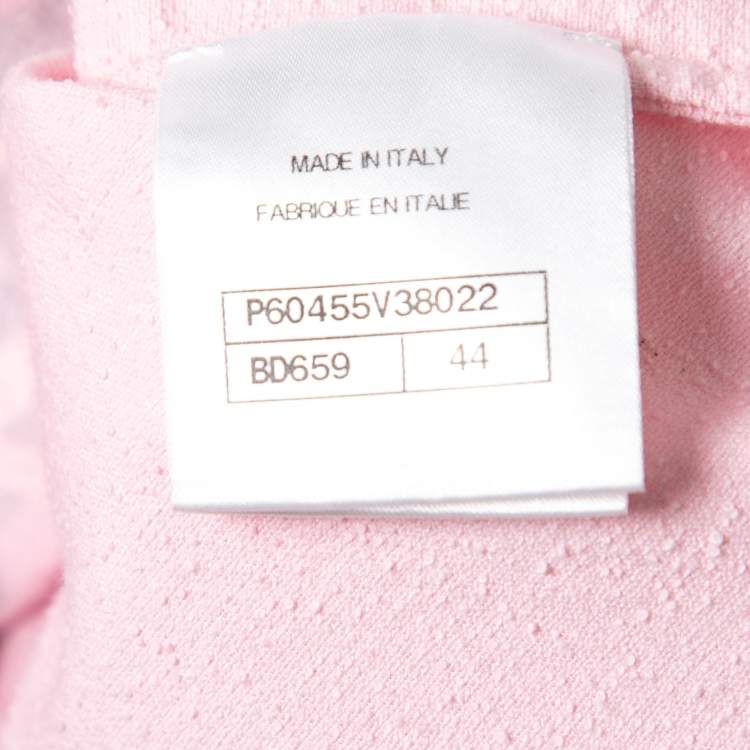 MADE IN ITALY
FABRIQUE EN ITALIE
P60455V38022
BD659 44